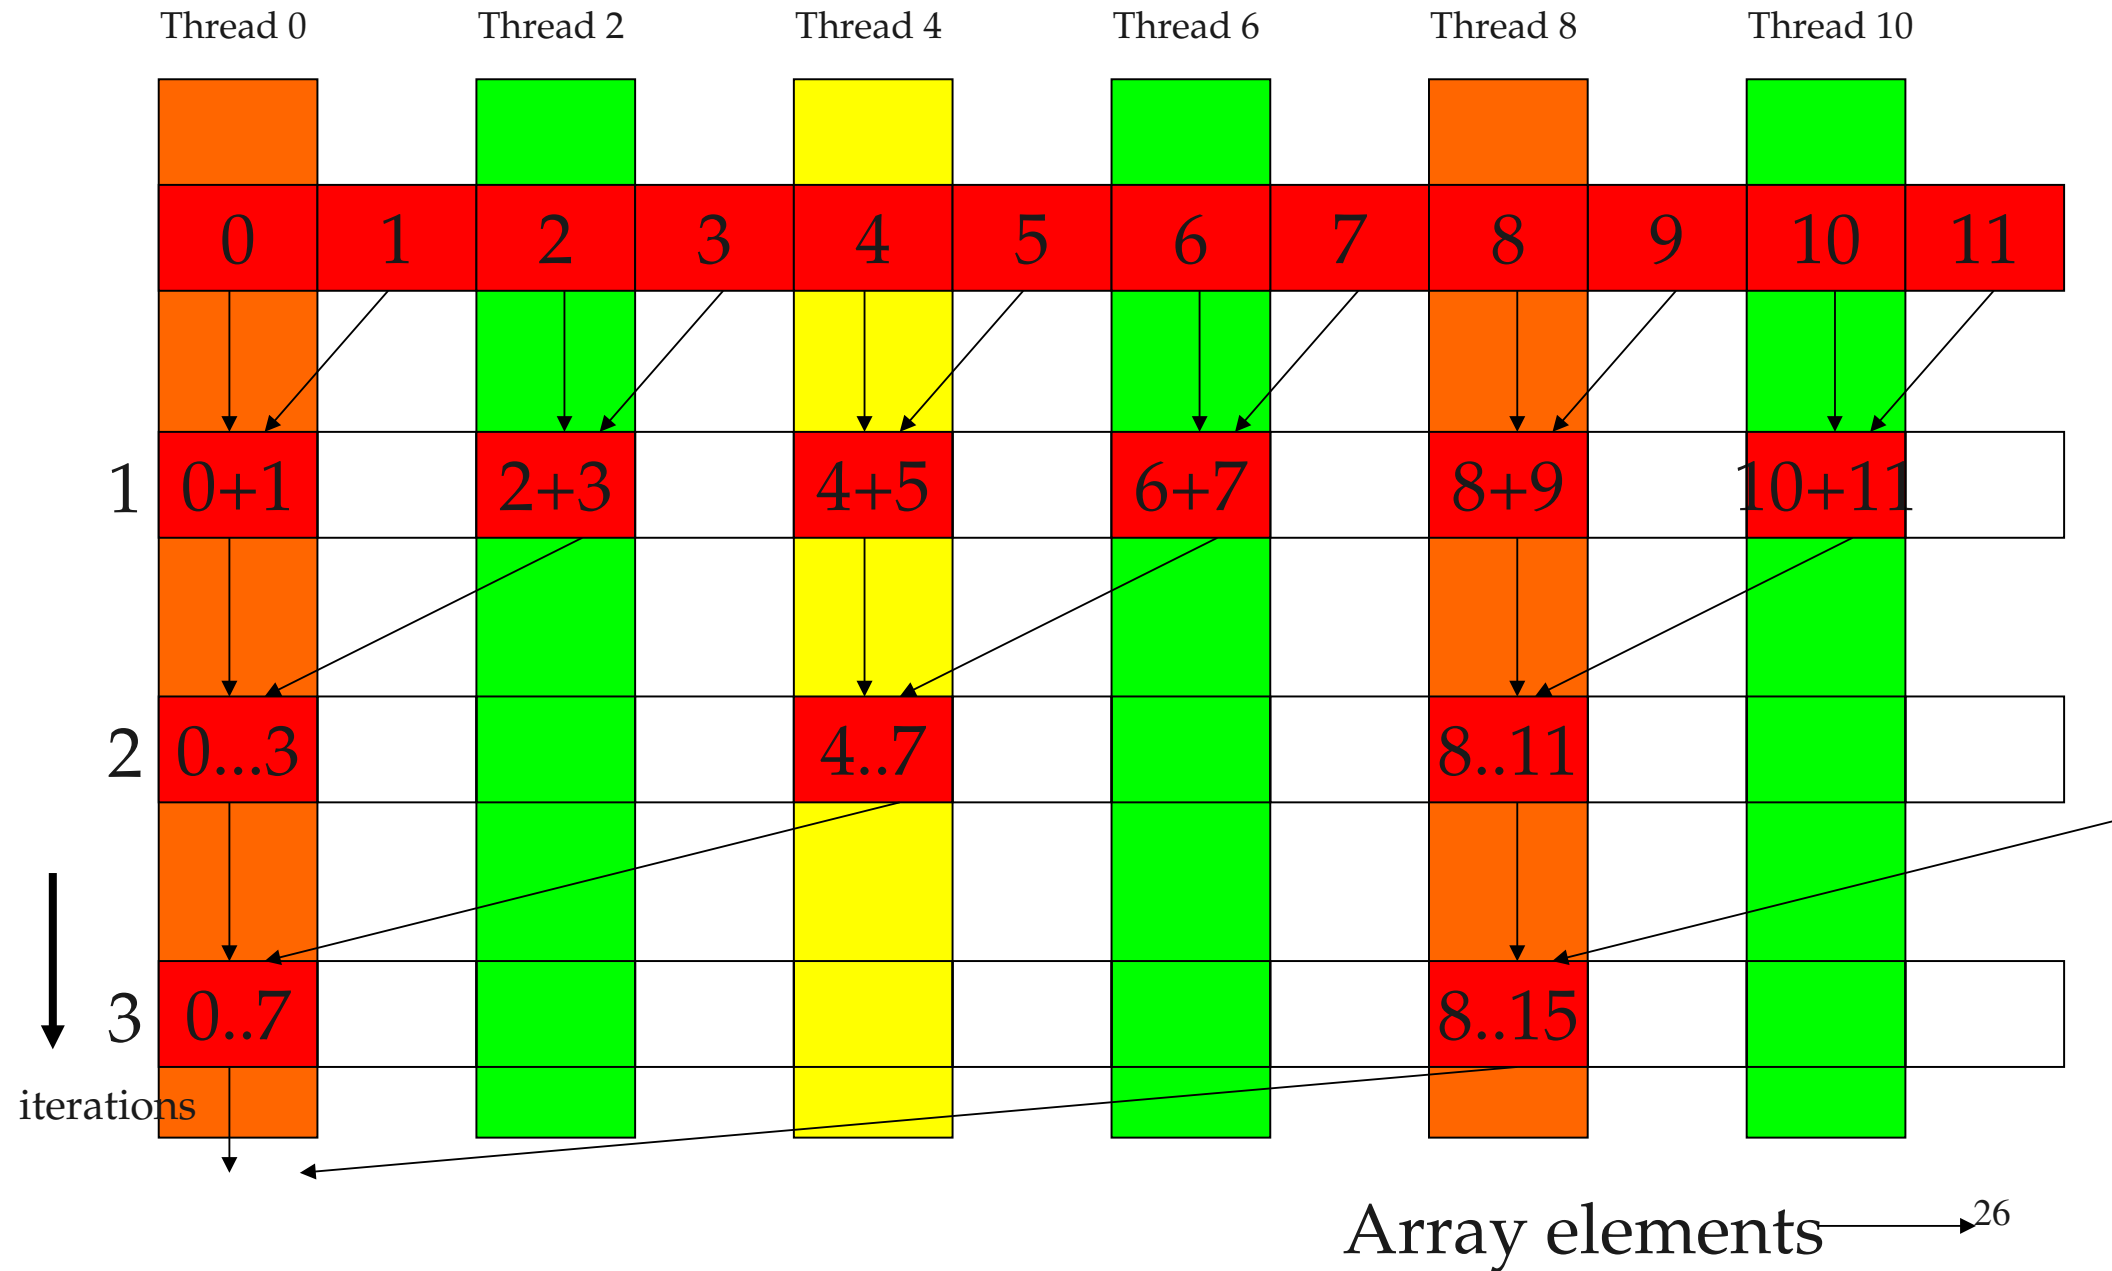 Thread 0 Thread 2 Thread 4 Thread 6 Thread 8 Thread 10
0 1 2 3 4 5 6 7 8 9 10 11
1 0+1 2+3 4+5 6+7 8+9 10+11
2 0...3 4..7 8..11
3 0..7 8..15
iterations
Array elements 26